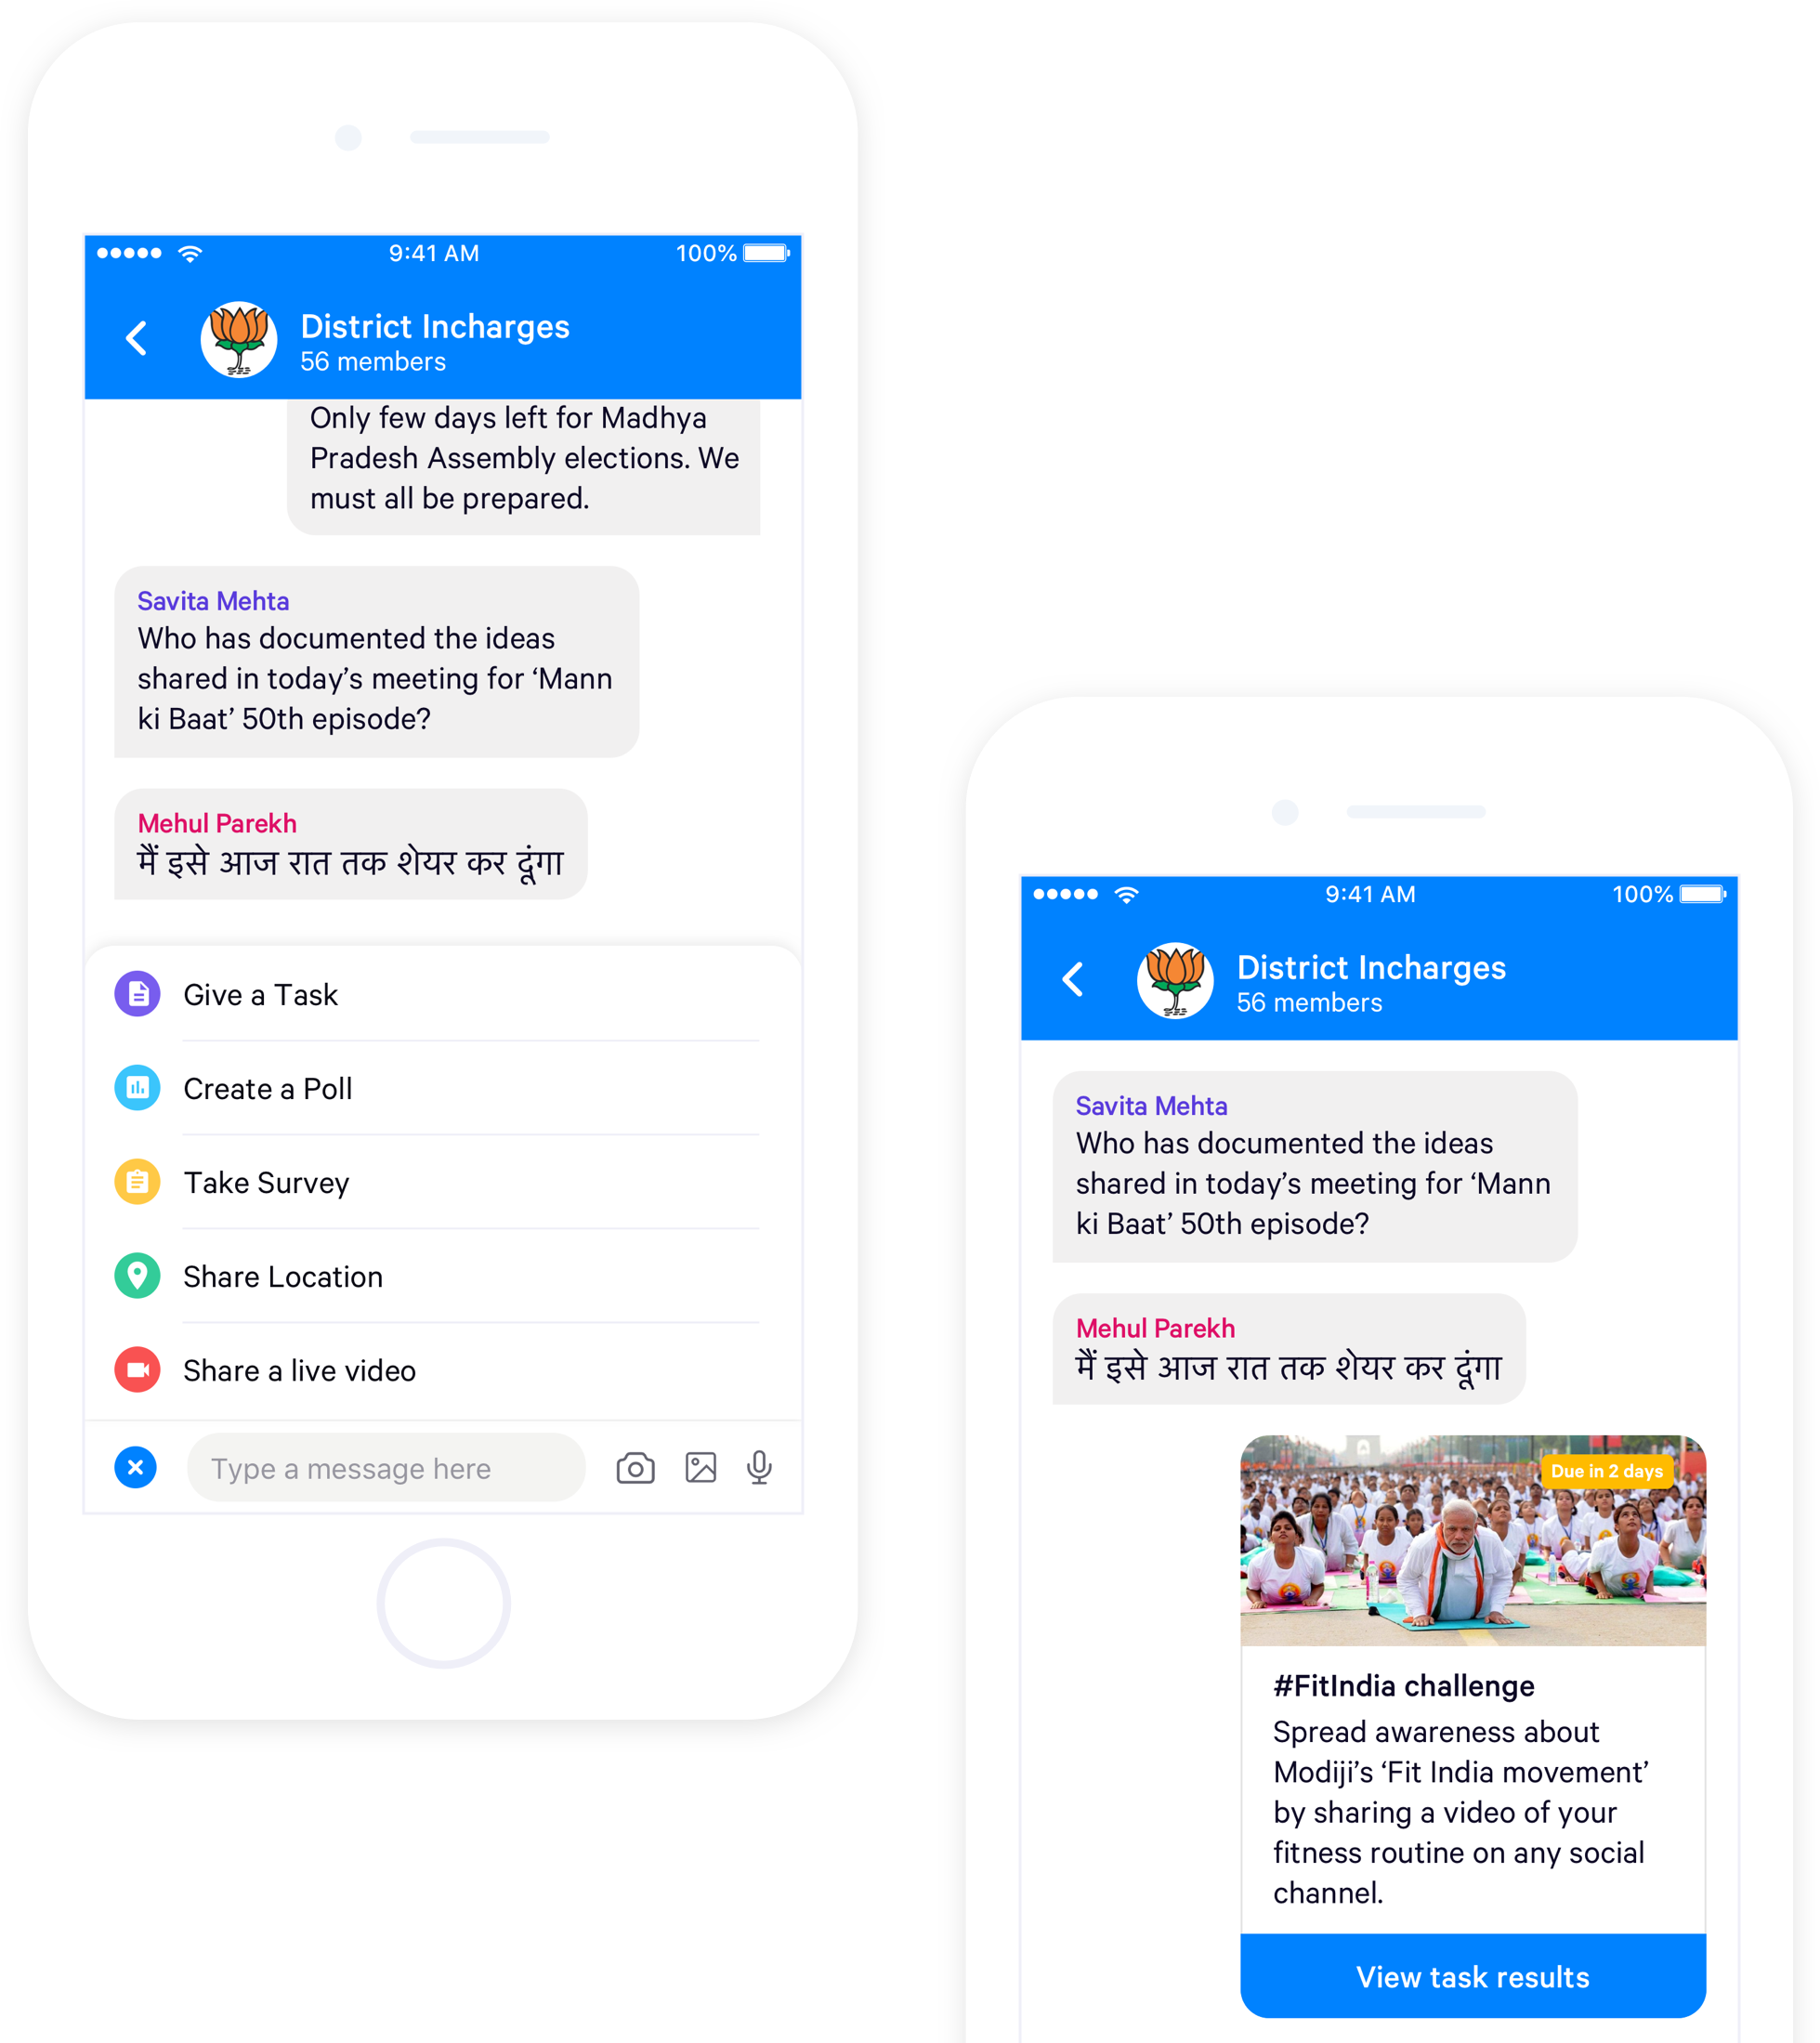 9:41 AM 100%
District Incharges
56 members
Only few days left for Madhya
Pradesh Assembly elections. We
must all be prepared.
Savita Mehta
Who has documented the ideas
shared in today’s meeting for ‘Mann
ki Baat’ 50th episode?
Mehul Parekh
मैं इसे आज रात तक शेयर कर दूंगा
Give a Task
Create a Poll
Take Survey
Share Location
Share a live video
Type a message here
9:41 AM 100%
District Incharges
56 members
Savita Mehta
Who has documented the ideas
shared in today’s meeting for ‘Mann
ki Baat’ 50th episode?
Mehul Parekh
मैं इसे आज रात तक शेयर कर दूंगा
Due in 2 days
#FitIndia challenge
Spread awareness about
Modiji’s ‘Fit India movement’
by sharing a video of your
fitness routine on any social
channel.
View task results